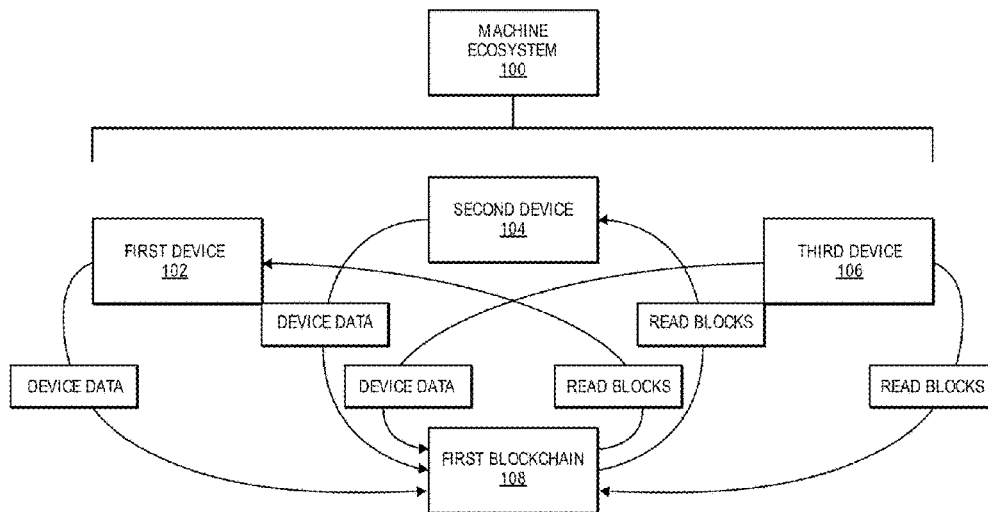 MACHINE
ECOSYSTEM
100
SECOND DEVICE
104
FIRST DEVICE
102
THIRD DEVICE
106
DEVICE DATA
READ BLOCKS
DEVICE DATA
DEVICE DATA
READ BLOCKS
READ BLOCKS
FIRST BLOCKCHAIN
108